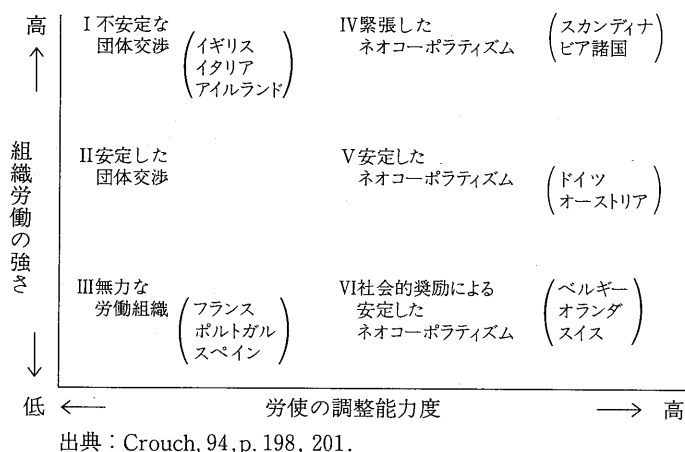 高
低
組織労働の強さ
I 不安定な
団体交渉
イギリス
イタリア
アイルランド
IV緊張した
ネオコーポラティズム
スカンディナ
ビア諸国
II安定した
団体交渉
V安定した
ネオコーポラティズム
ドイツ
オーストリア
III無力な
労働組織
フランス
ポルトガル
スペイン
VI社会的奨励による
安定した
ネオコーポラティズム
ベルギー
オランダ
スイス
労使の調整能力度
高
出典：Crouch, 94, p. 198, 201.